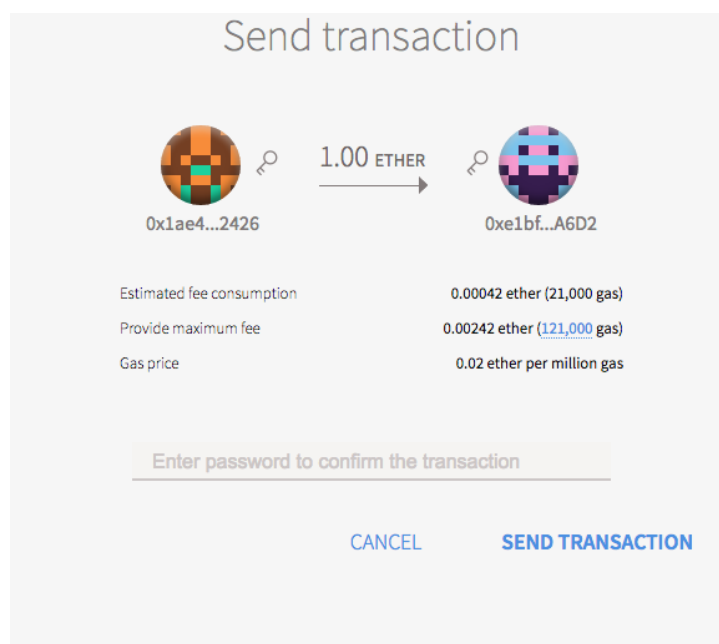 Send transaction
1.00 ETHER
0x1ae4...2426
0xe1bf...A6D2
Estimated fee consumption 0.00042 ether (21,000 gas)
Provide maximum fee 0.00242 ether (121,000 gas)
Gas price 0.02 ether per million gas
Enter password to confirm the transaction
CANCEL SEND TRANSACTION